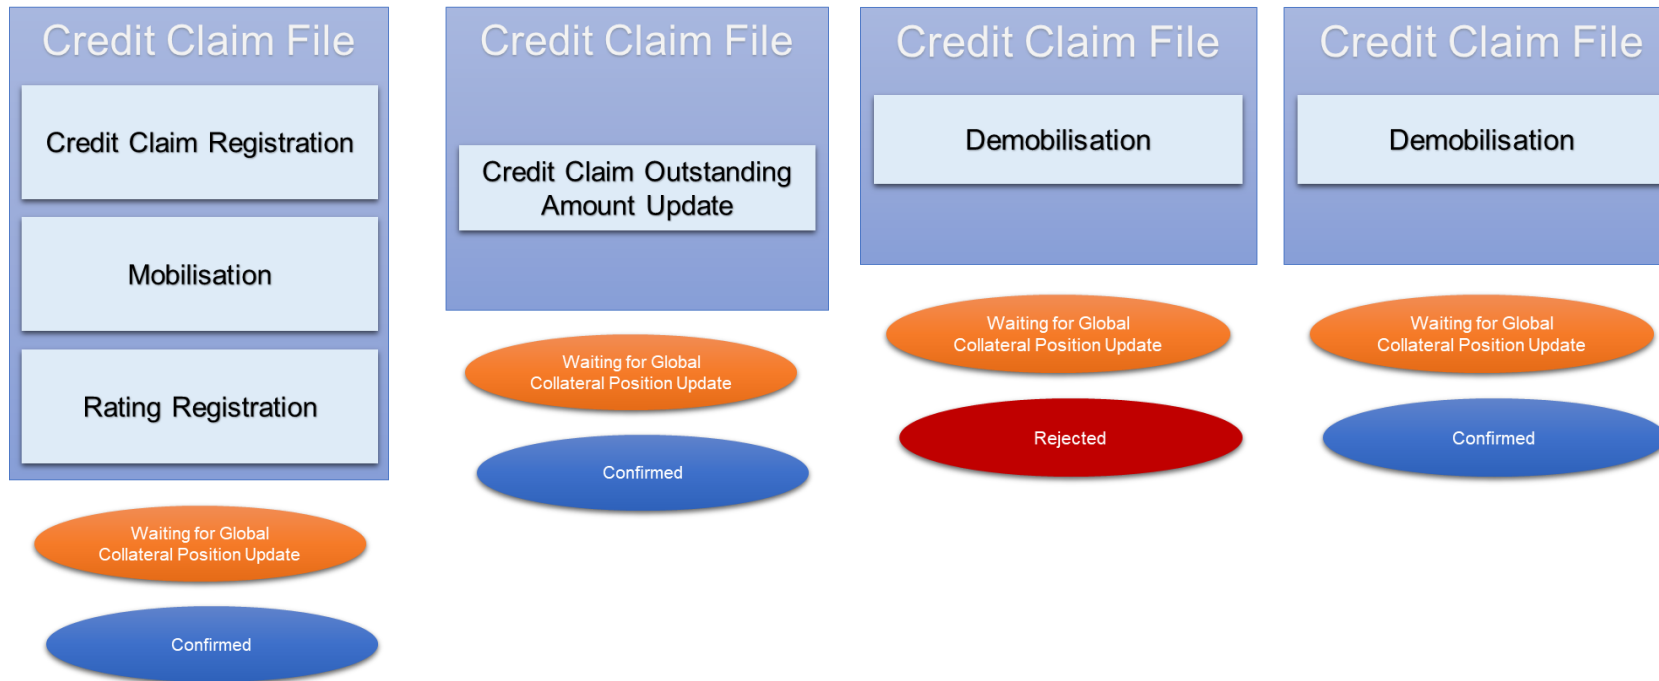 Credit Claim File
Credit Claim Registration
Mobilisation
Rating Registration
Waiting for Global
Collateral Position Update
Confirmed
Credit Claim File
Credit Claim Outstanding
Amount Update
Waiting for Global
Collateral Position Update
Confirmed
Credit Claim File
Demobilisation
Waiting for Global
Collateral Position Update
Rejected
Credit Claim File
Demobilisation
Waiting for Global
Collateral Position Update
Confirmed